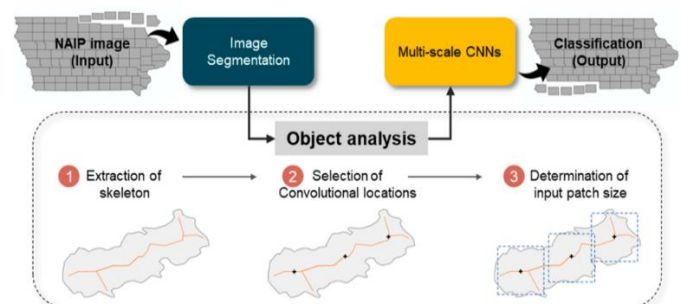 NAIP image
(Input)
Image
Segmentation
Multi-scale CNNs
Classification
(Output)
Object analysis
1 Extraction of
skeleton
2 Selection of
Convolutional locations
3 Determination of
input patch size